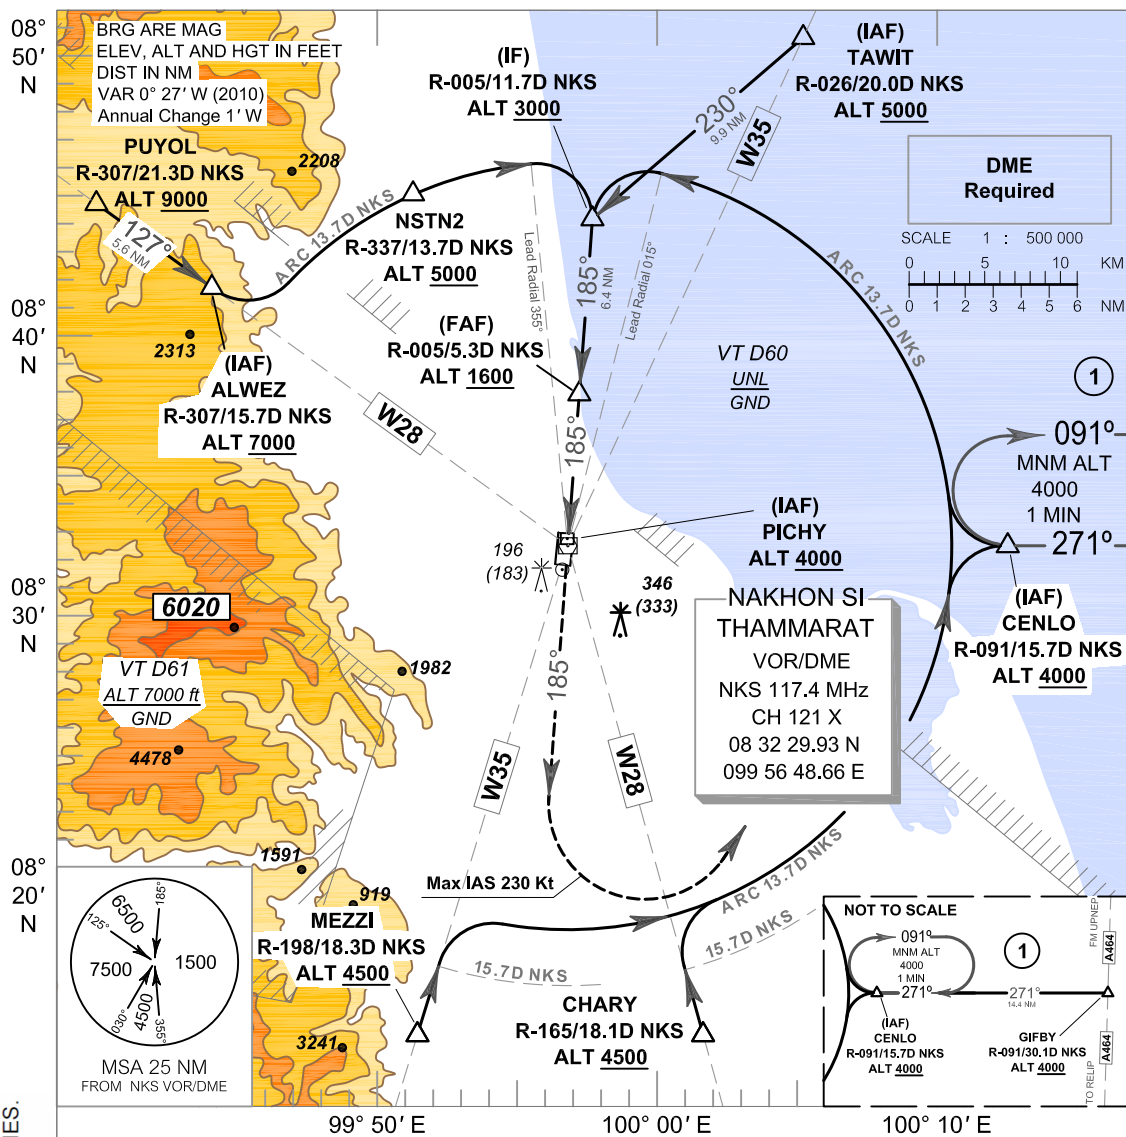 BRG ARE MAG
ELEV, ALT AND HGT IN FEET
DIST IN NM
VAR 0° 27' W (2010)
Annual Change 1' W
08°
50'
N
PUYOL
R-307/21.3D NKS
ALT 9000
2208
(IF)
R-005/11.7D NKS
ALT 3000
(IAF)
TAWIT
R-026/20.0D NKS
ALT 5000
230°
9.9 NM
W35
DME
Required
SCALE 1 : 500 000
0 5 10 KM
0 1 2 3 4 5 6 NM
127°
5.6 NM
ARC 13.7D NKS
NSTN2
R-337/13.7D NKS
ALT 5000
Lead Radial 355°
185°
6.4 NM
Lead Radial 015°
ARC 13.7D NKS
08°
40'
N
2313
(IAF)
ALWEZ
R-307/15.7D NKS
ALT 7000
(FAF)
R-005/5.3D NKS
ALT 1600
VT D60
UNL
GND
1
W28
185°
091°
MNM ALT
4000
1 MIN
271°
(IAF)
PICHY
ALT 4000
196
(183)
346
(333)
08°
30'
N
6020
NAKHON SI
THAMMARAT
VOR/DME
NKS 117.4 MHz
CH 121 X
08 32 29.93 N
099 56 48.66 E
(IAF)
CENLO
R-091/15.7D NKS
ALT 4000
VT D61
ALT 7000 ft
GND
1982
4478
185°
W35
W28
08°
20'
N
1591
919
Max IAS 230 Kt
ARC 13.7D NKS
MEZZI
R-198/18.3D NKS
ALT 4500
15.7D NKS
15.7D NKS
CHARY
R-165/18.1D NKS
ALT 4500
3241
6500
185°
125°
7500
1500
030°
4500
355°
MSA 25 NM
FROM NKS VOR/DME
NOT TO SCALE
091°
MNM ALT
4000
1 MIN
271°
1
271°
14.4 NM
FM UPNEP
A464
(IAF)
CENLO
R-091/15.7D NKS
ALT 4000
GIFBY
R-091/30.1D NKS
ALT 4000
A464
TO RELIP
99° 50' E
100° 00' E
100° 10' E